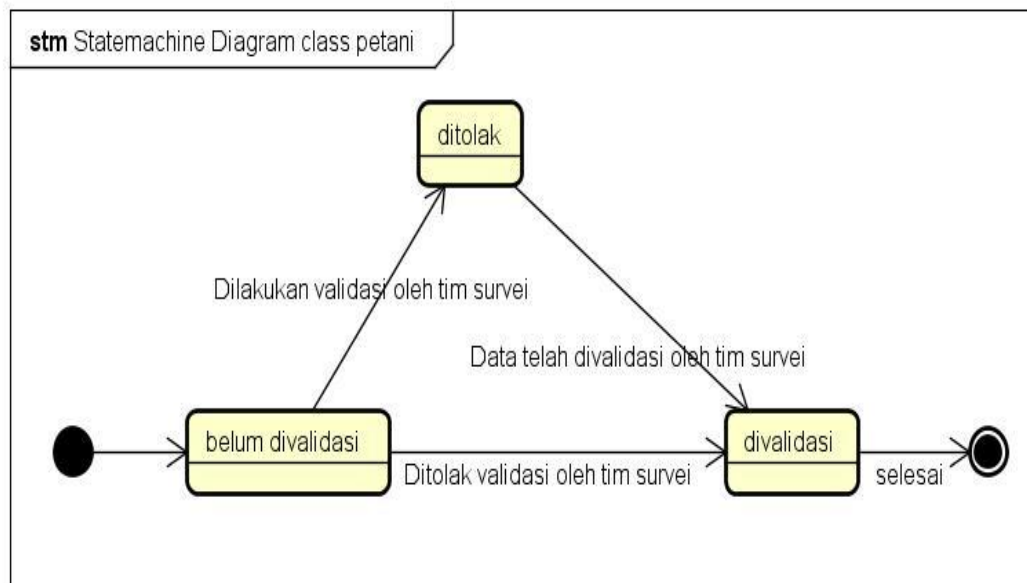 stm Statemachine Diagram class petani
ditolak
Dilakukan validasi oleh tim survei
Data telah divalidasi oleh tim survei
belum divalidasi
Ditolak validasi oleh tim survei
divalidasi
selesai